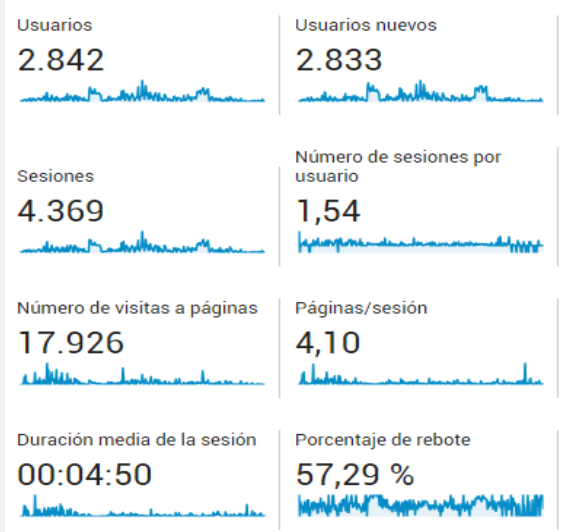 Usuarios
2.842
Usuarios nuevos
2.833
Sesiones
4.369
Número de sesiones por
usuario
1,54
Número de visitas a páginas
17.926
Páginas/sesión
4,10
Duración media de la sesión
00:04:50
Porcentaje de rebote
57,29 %